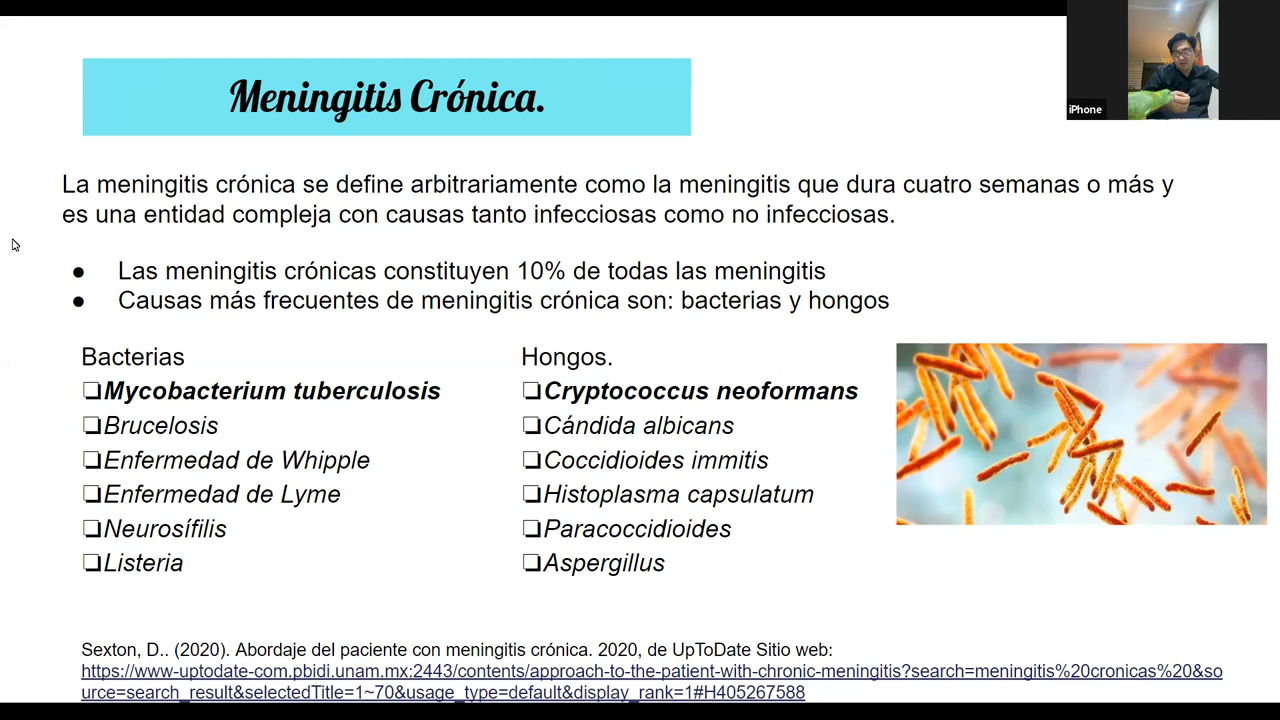 Meningitis Crónica.
iPhone
La meningitis crónica se define arbitrariamente como la meningitis que dura cuatro semanas o más y
es una entidad compleja con causas tanto infecciosas como no infecciosas.
● Las meningitis crónicas constituyen 10% de todas las meningitis
● Causas más frecuentes de meningitis crónica son: bacterias y hongos
Bacterias
❏Mycobacterium tuberculosis
❏Brucelosis
❏Enfermedad de Whipple
❏Enfermedad de Lyme
❏Neurosífilis
❏Listeria
Hongos.
❏Cryptococcus neoformans
❏Cándida albicans
❏Coccidioides immitis
❏Histoplasma capsulatum
❏Paracoccidioides
❏Aspergillus
Sexton, D.. (2020). Abordaje del paciente con meningitis crónica. 2020, de UpToDate Sitio web:
https://www-uptodate-com.pbidi.unam.mx:2443/contents/approach-to-the-patient-with-chronic-meningitis?search=meningitis%20cronicas%20&so
urce=search_result&selectedTitle=1~70&usage_type=default&display_rank=1#H405267588